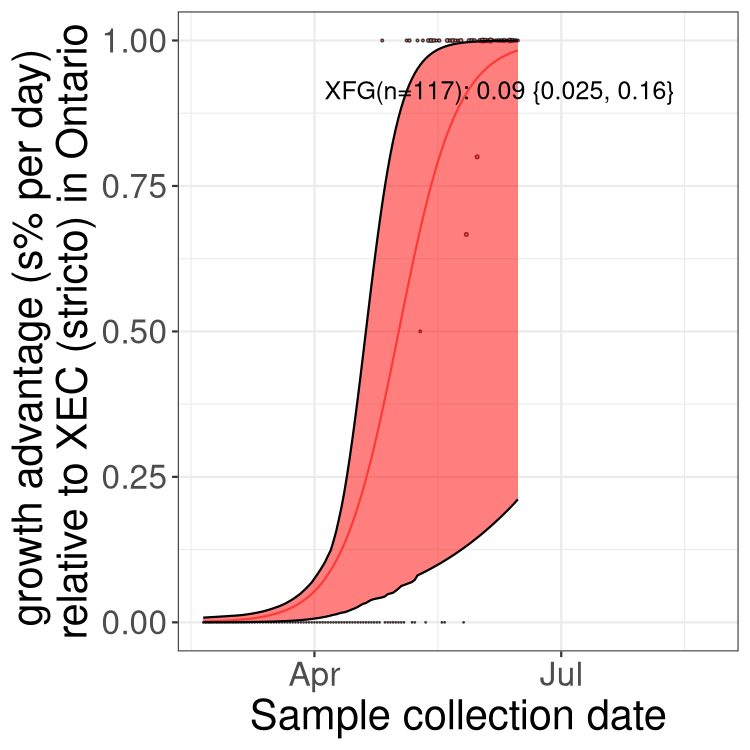 growth advantage (s% per day)
relative to XEC (stricto) in Ontario
1.00
0.75
0.50
0.25
0.00
XFG(n=117): 0.09 {0.025, 0.16}
Apr
Jul
Sample collection date